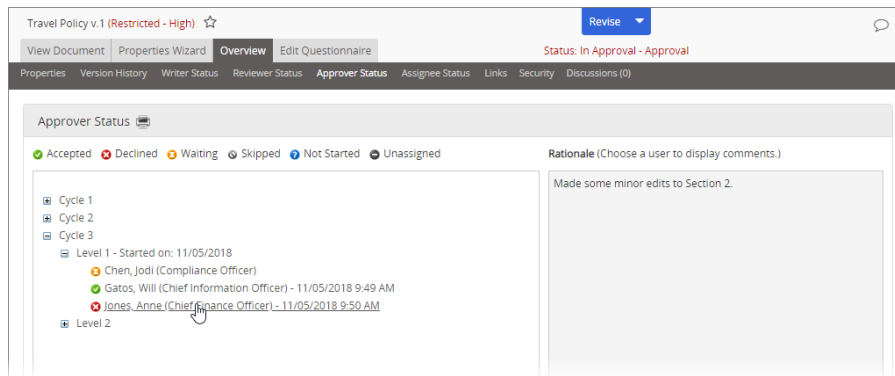 Travel Policy v.1 (Restricted - High)
Revise
View Document Properties Wizard Overview Edit Questionnaire
Status: In Approval - Approval
Properties Version History Writer Status Reviewer Status Approver Status Assignee Status Links Security Discussions (0)
Approver Status
Accepted Declined Waiting Skipped Not Started Unassigned
Rationale (Choose a user to display comments.)
Made some minor edits to Section 2.
Cycle 1
Cycle 2
Cycle 3
Level 1 - Started on: 11/05/2018
Chen, Jodi (Compliance Officer)
Gatos, Will (Chief Information Officer) - 11/05/2018 9:49 AM
Jones, Anne (Chief Finance Officer) - 11/05/2018 9:50 AM
Level 2